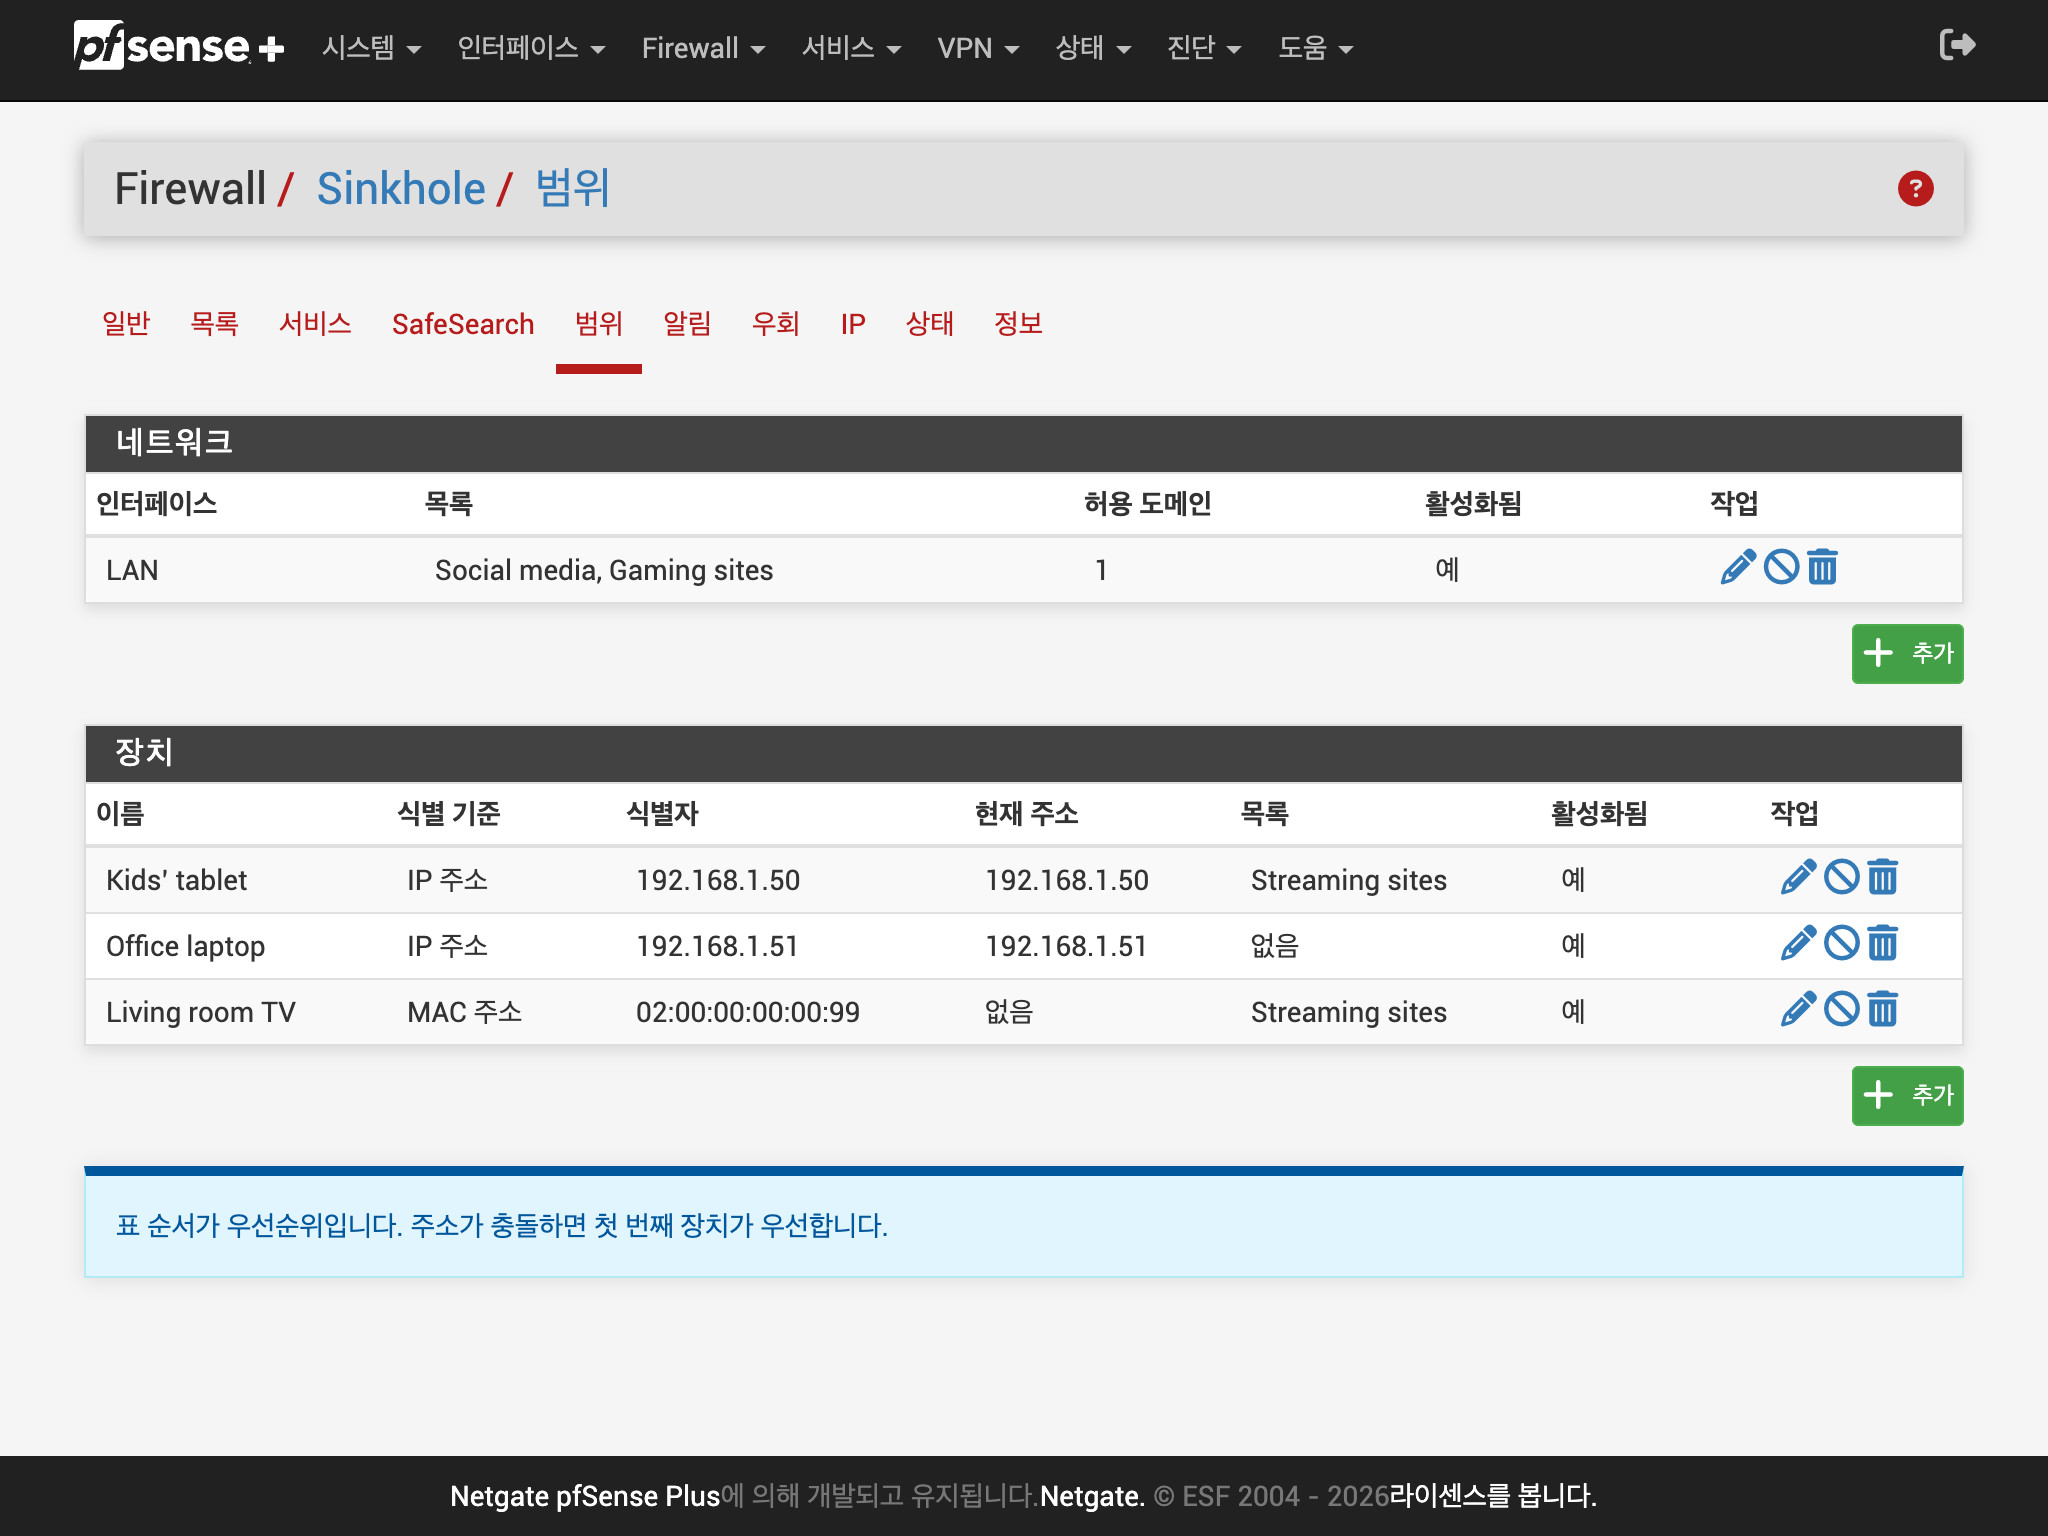 pfsense+ 시스템 인터페이스 Firewall 서비스 VPN 상태 진단 도움
Firewall / Sinkhole / 범위
일반 목록 서비스 SafeSearch 범위 알림 우회 IP 상태 정보
네트워크
인터페이스 목록 허용 도메인 활성화됨 작업
LAN Social media, Gaming sites 1 예
추가
장치
이름 식별 기준 식별자 현재 주소 목록 활성화됨 작업
Kids' tablet IP 주소 192.168.1.50 192.168.1.50 Streaming sites 예
Office laptop IP 주소 192.168.1.51 192.168.1.51 없음 예
Living room TV MAC 주소 02:00:00:00:00:99 없음 Streaming sites 예
추가
표 순서가 우선순위입니다. 주소가 충돌하면 첫 번째 장치가 우선합니다.
Netgate pfSense Plus에 의해 개발되고 유지됩니다.Netgate. © ESF 2004 - 2026라이센스를 봅니다.